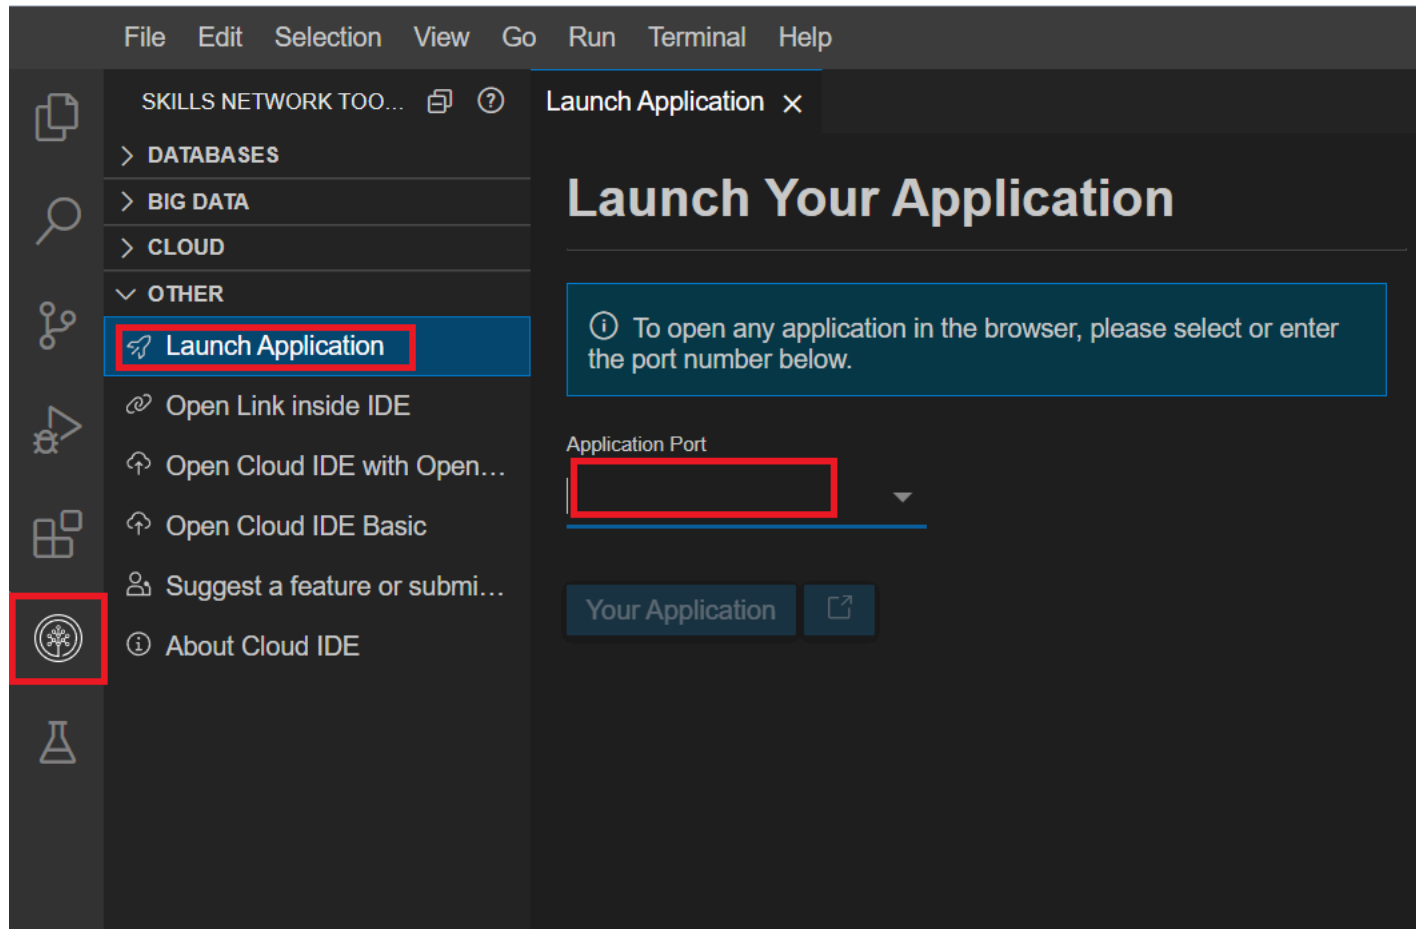 File Edit Selection View Go Run Terminal Help
SKILLS NETWORK TOO...
DATABASES
BIG DATA
CLOUD
OTHER
Launch Application
Open Link inside IDE
Open Cloud IDE with Open...
Open Cloud IDE Basic
Suggest a feature or submi...
About Cloud IDE
Launch Application
Launch Your Application
To open any application in the browser, please select or enter
the port number below.
Application Port
Your Application